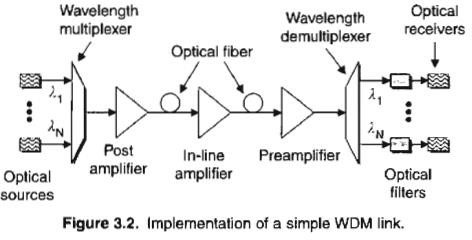 Wavelength
multiplexer
Optical fiber
Wavelength
demultiplexer
Optical
receivers
λ1
λN
λ1
λN
Optical
sources
Post
amplifier
In-line
amplifier
Preamplifier
Optical
filters
Figure 3.2. Implementation of a simple WDM link.